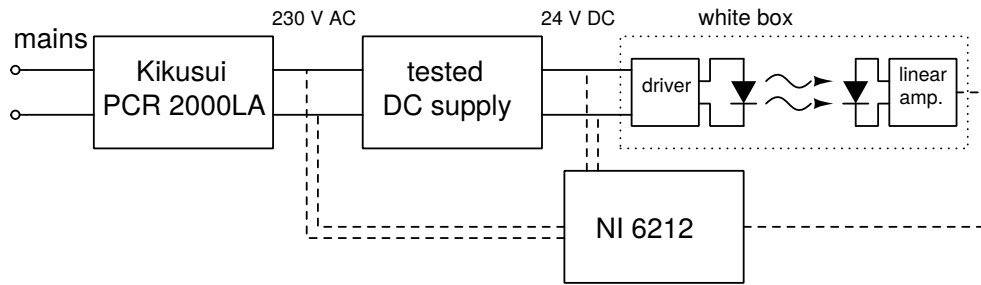 230 V AC
24 V DC
white box
mains
Kikusui
PCR 2000LA
tested
DC supply
driver
linear
amp.
NI 6212